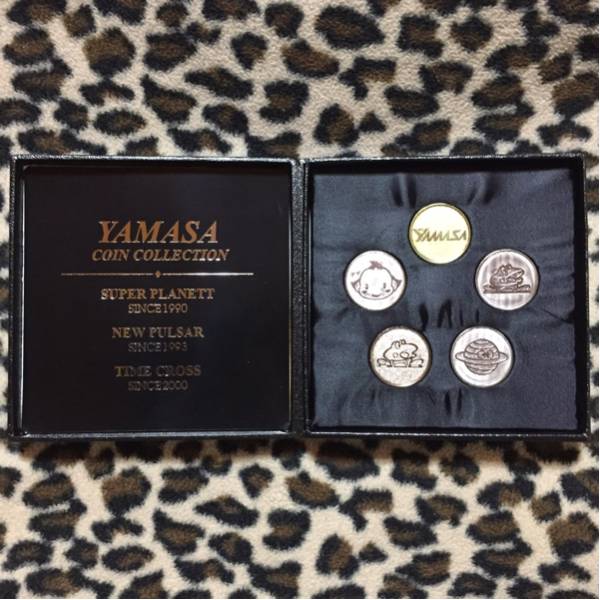 YAMASA
COIN COLLECTION
SUPER PLANETT
SINCE1990
NEW PULSAR
SINCE1993
TIME CROSS
SINCE2000
YAMASA